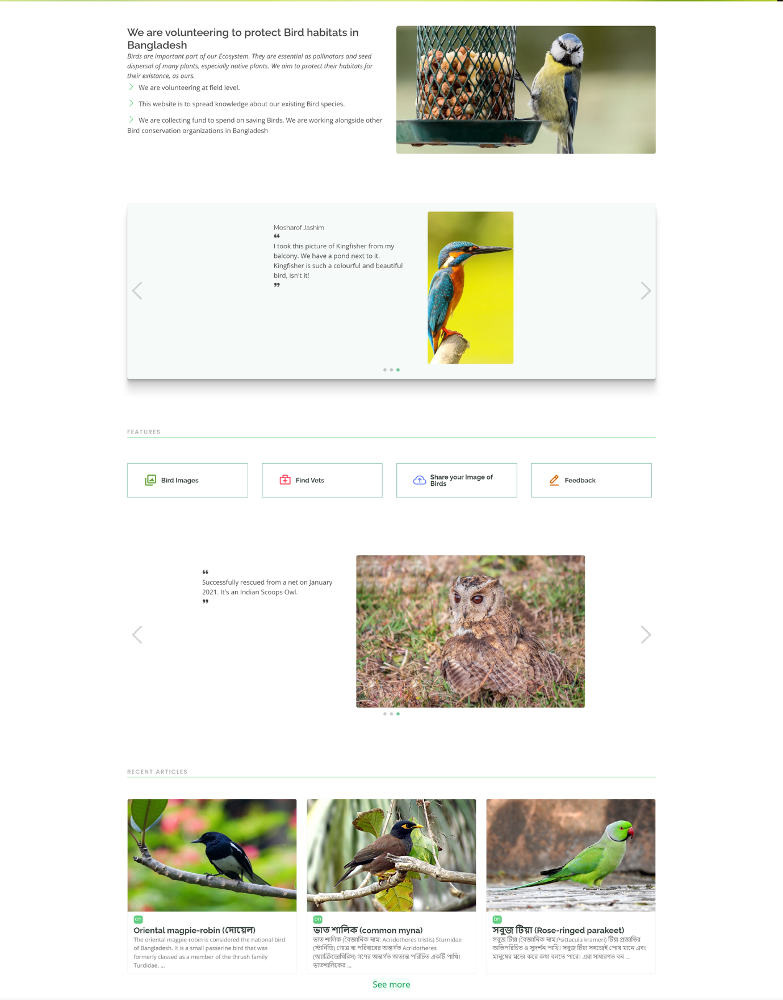 We are volunteering to protect Bird habitats in
Bangladesh
Birds are important part of our Ecosystem. They are essential as pollinators and seed
dispersal of many plants, especially native plants. We aim to protect their habitats for
their existance, as ours.
We are volunteering at field level.
This website is to spread knowledge about our existing Bird species.
We are collecting fund to spend on saving Birds. We are working alongside other
Bird conservation organizations in Bangladesh
Mosharof Jashim
“
I took this picture of Kingfisher from my
balcony. We have a pond next to it.
Kingfisher is such a colourful and beautiful
bird, isn't it!
”
FEATURES
Bird Images
Find Vets
Share your Image of
Birds
Feedback
“
Successfully rescued from a net on January
2021. It's an Indian Scoops Owl.
”
RECENT ARTICLES
en
Oriental magpie-robin (দোয়েল)
The oriental magpie-robin is considered the national bird
of Bangladesh. It is a small passerine bird that was
formerly classed as a member of the thrush family
Turdidae, ...
bn
ভাত শালিক (common myna)
ভাত শালিক (বৈজ্ঞানিক নাম: Acridotheres tristis) Sturnidae
(স্টার্নিডি) গোত্র বা পরিবারের অন্তর্গত Acridotheres
(অ্যাক্রিডোথিরিস) গণের অন্তর্গত অত্যন্ত পরিচিত একটি পাখি।
ভাতশালিকের ...
bn
সবুজ টিয়া (Rose-ringed parakeet)
সবুজ টিয়া (বৈজ্ঞানিক নাম:Psittacula krameri) টিয়া প্রজাতির
অতিপরিচিত ও সুদর্শন পাখি। সবুজ টিয়া সহজেই পোষ মানে এবং
মানুষের মতো করে কথা বলতে পারে। এরা সাধারণত বন ...
See more